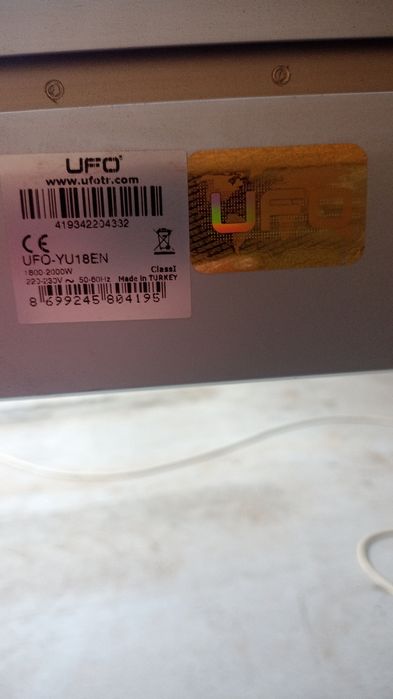 UFO
www.ufotr.com
419342204332
CE
UFO-YU18EN
1800-2000W
ClassI
220-230V ~ 50-60Hz Made in TURKEY
8 699245 804195
UFO